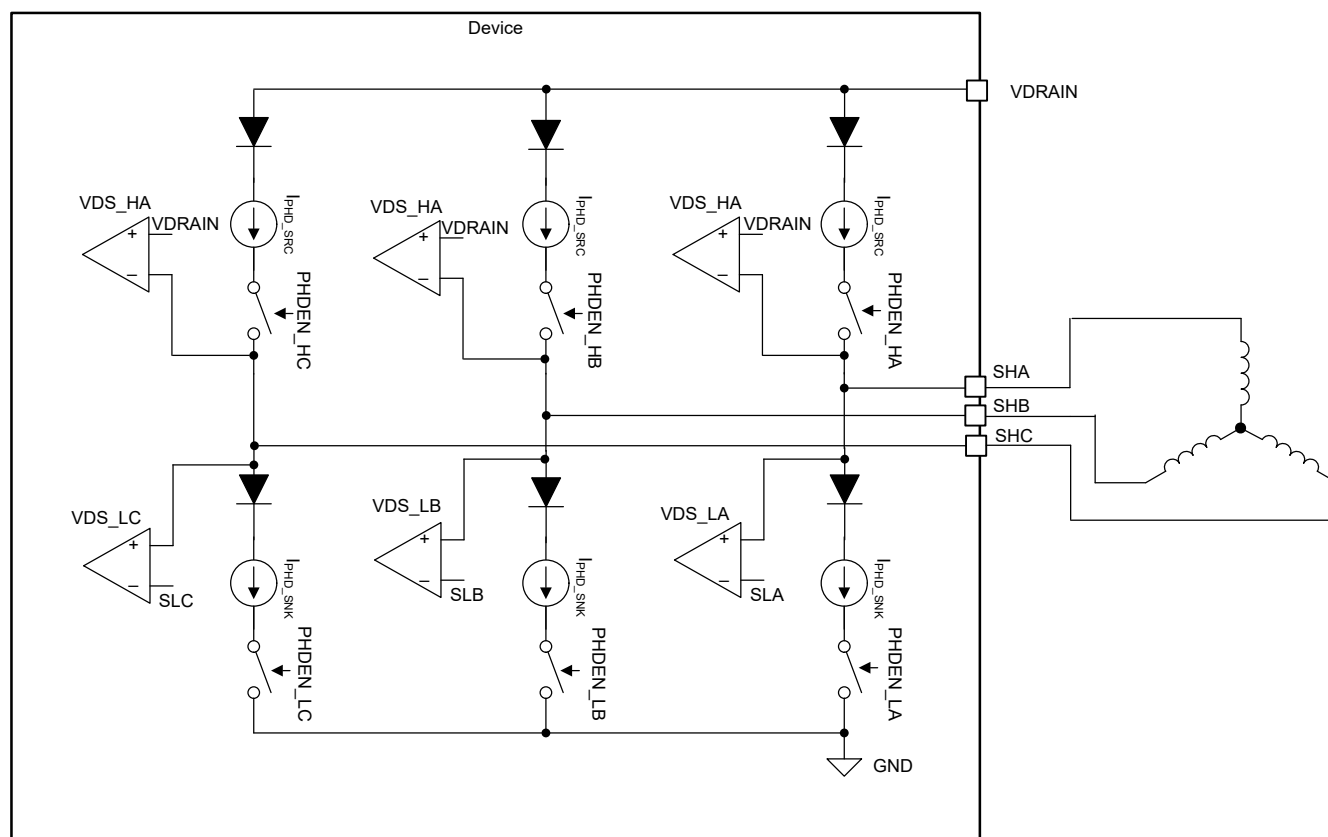 Device
VDRAIN
VDS_HA
VDRAIN
IPHD_SRC
PHDEN_HC
VDS_HA
VDRAIN
IPHD_SRC
PHDEN_HB
VDS_HA
VDRAIN
IPHD_SRC
PHDEN_HA
SHA
SHB
SHC
VDS_LC
SLC
IPHD_SNK
PHDEN_LC
VDS_LB
SLB
IPHD_SNK
PHDEN_LB
VDS_LA
SLA
IPHD_SNK
PHDEN_LA
GND